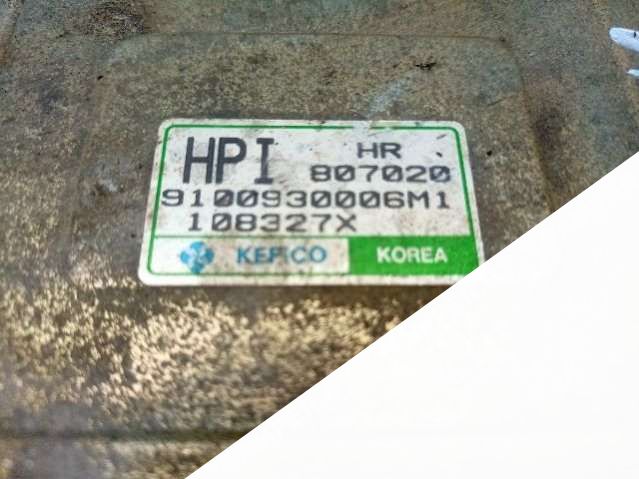 HPI HR
807020
9100930006M1
108327X
KEFICO KOREA